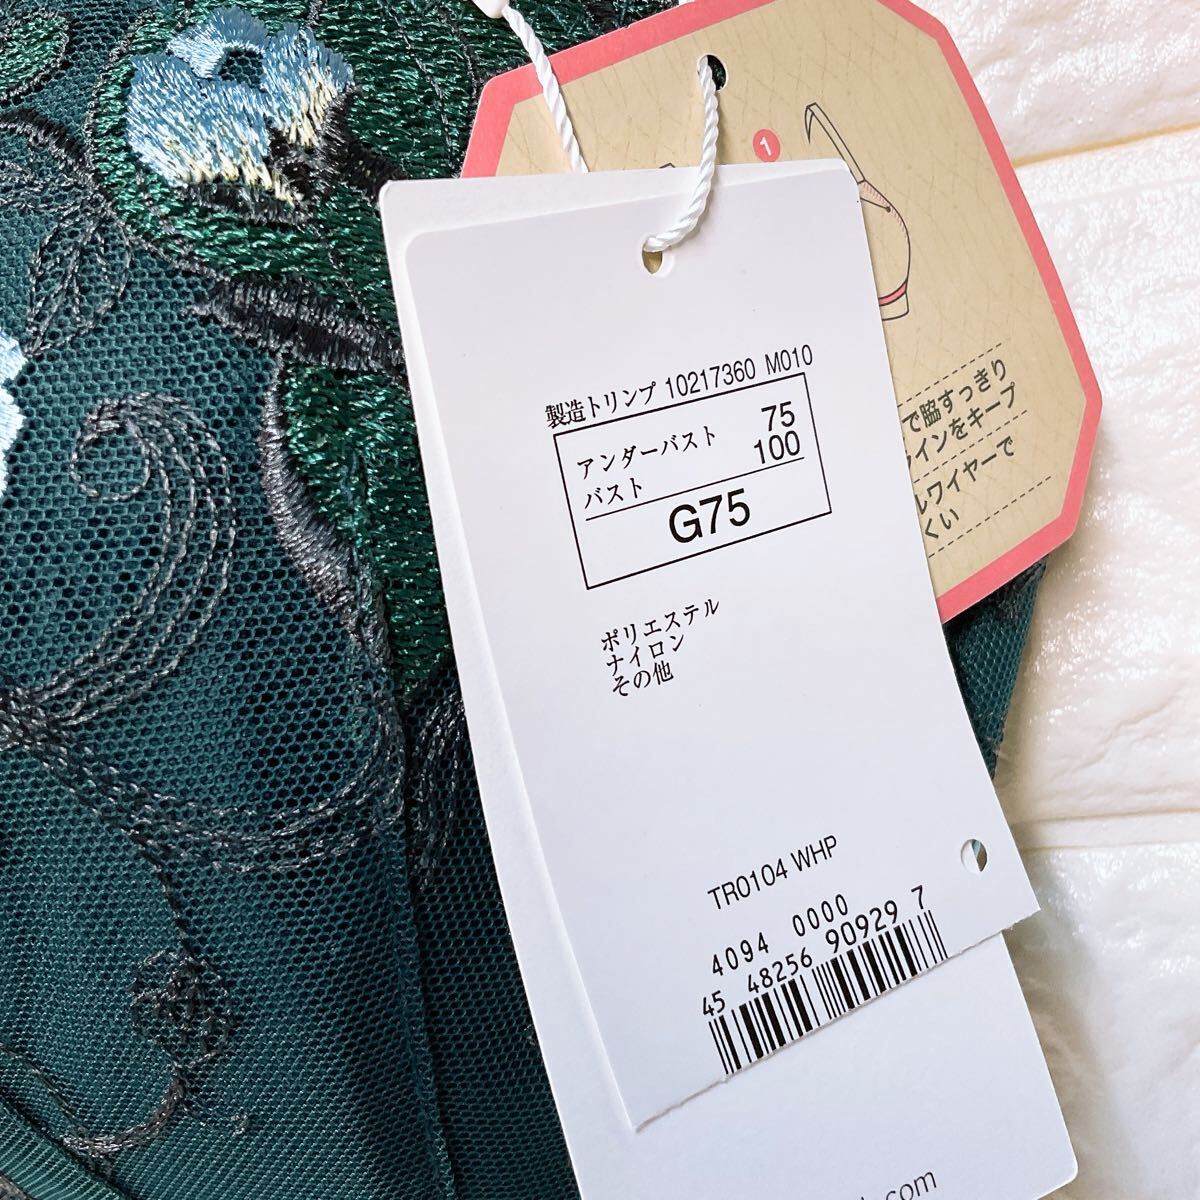 1
で脇すっきり
インをキープ
ルワイヤーで
くい
製造トリンプ 10217360 M010
アンダーバスト 75
バスト 100
G75
ポリエステル
ナイロン
その他
TR0104 WHP
4094 0000
45 48256 90929 7
.com